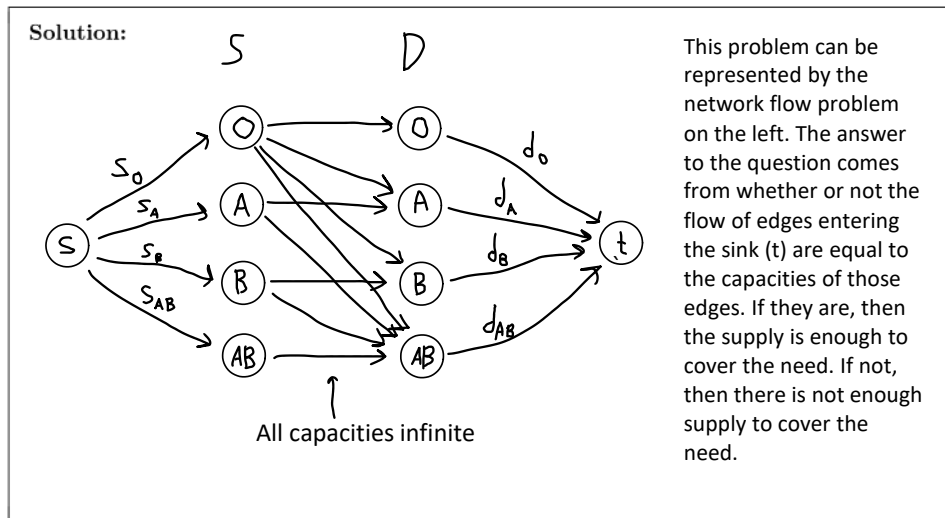 Solution:
S D
O O
A A
B B
AB AB
s t
s_O
s_A
s_B
s_AB
d_O
d_A
d_B
d_AB
All capacities infinite
This problem can be
represented by the
network flow problem
on the left. The answer
to the question comes
from whether or not the
flow of edges entering
the sink (t) are equal to
the capacities of those
edges. If they are, then
the supply is enough to
cover the need. If not,
then there is not enough
supply to cover the
need.